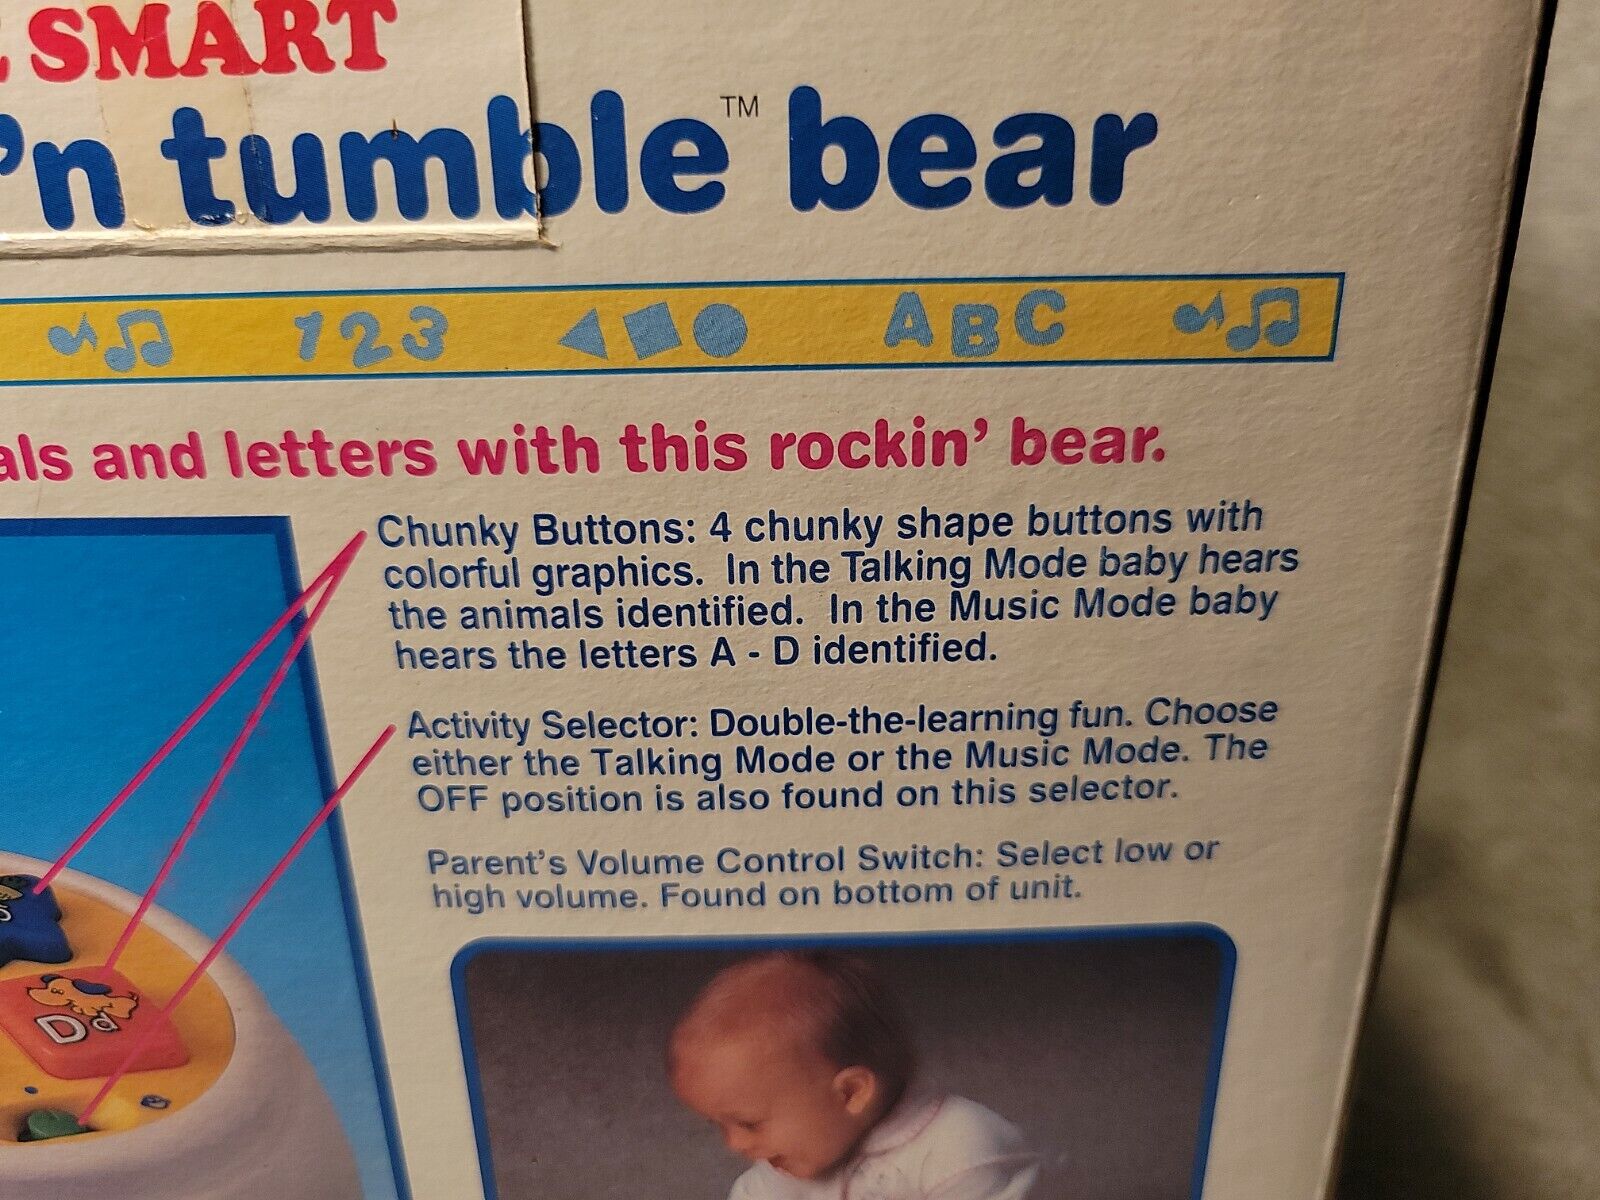 SMART
'n tumble™ bear
123 ABC
als and letters with this rockin' bear.
Chunky Buttons: 4 chunky shape buttons with
colorful graphics. In the Talking Mode baby hears
the animals identified. In the Music Mode baby
hears the letters A - D identified.
Activity Selector: Double-the-learning fun. Choose
either the Talking Mode or the Music Mode. The
OFF position is also found on this selector.
Parent's Volume Control Switch: Select low or
high volume. Found on bottom of unit.
Dd